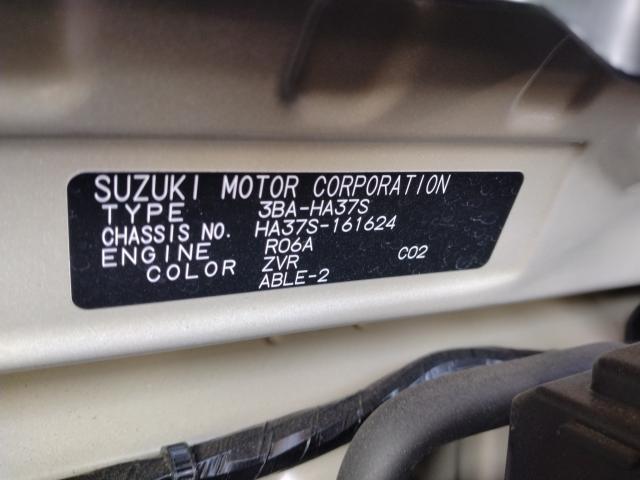 SUZUKI MOTOR CORPORATION
TYPE 3BA-HA37S
CHASSIS NO. HA37S-161624
ENGINE R06A
COLOR ZVR C02
ABLE-2